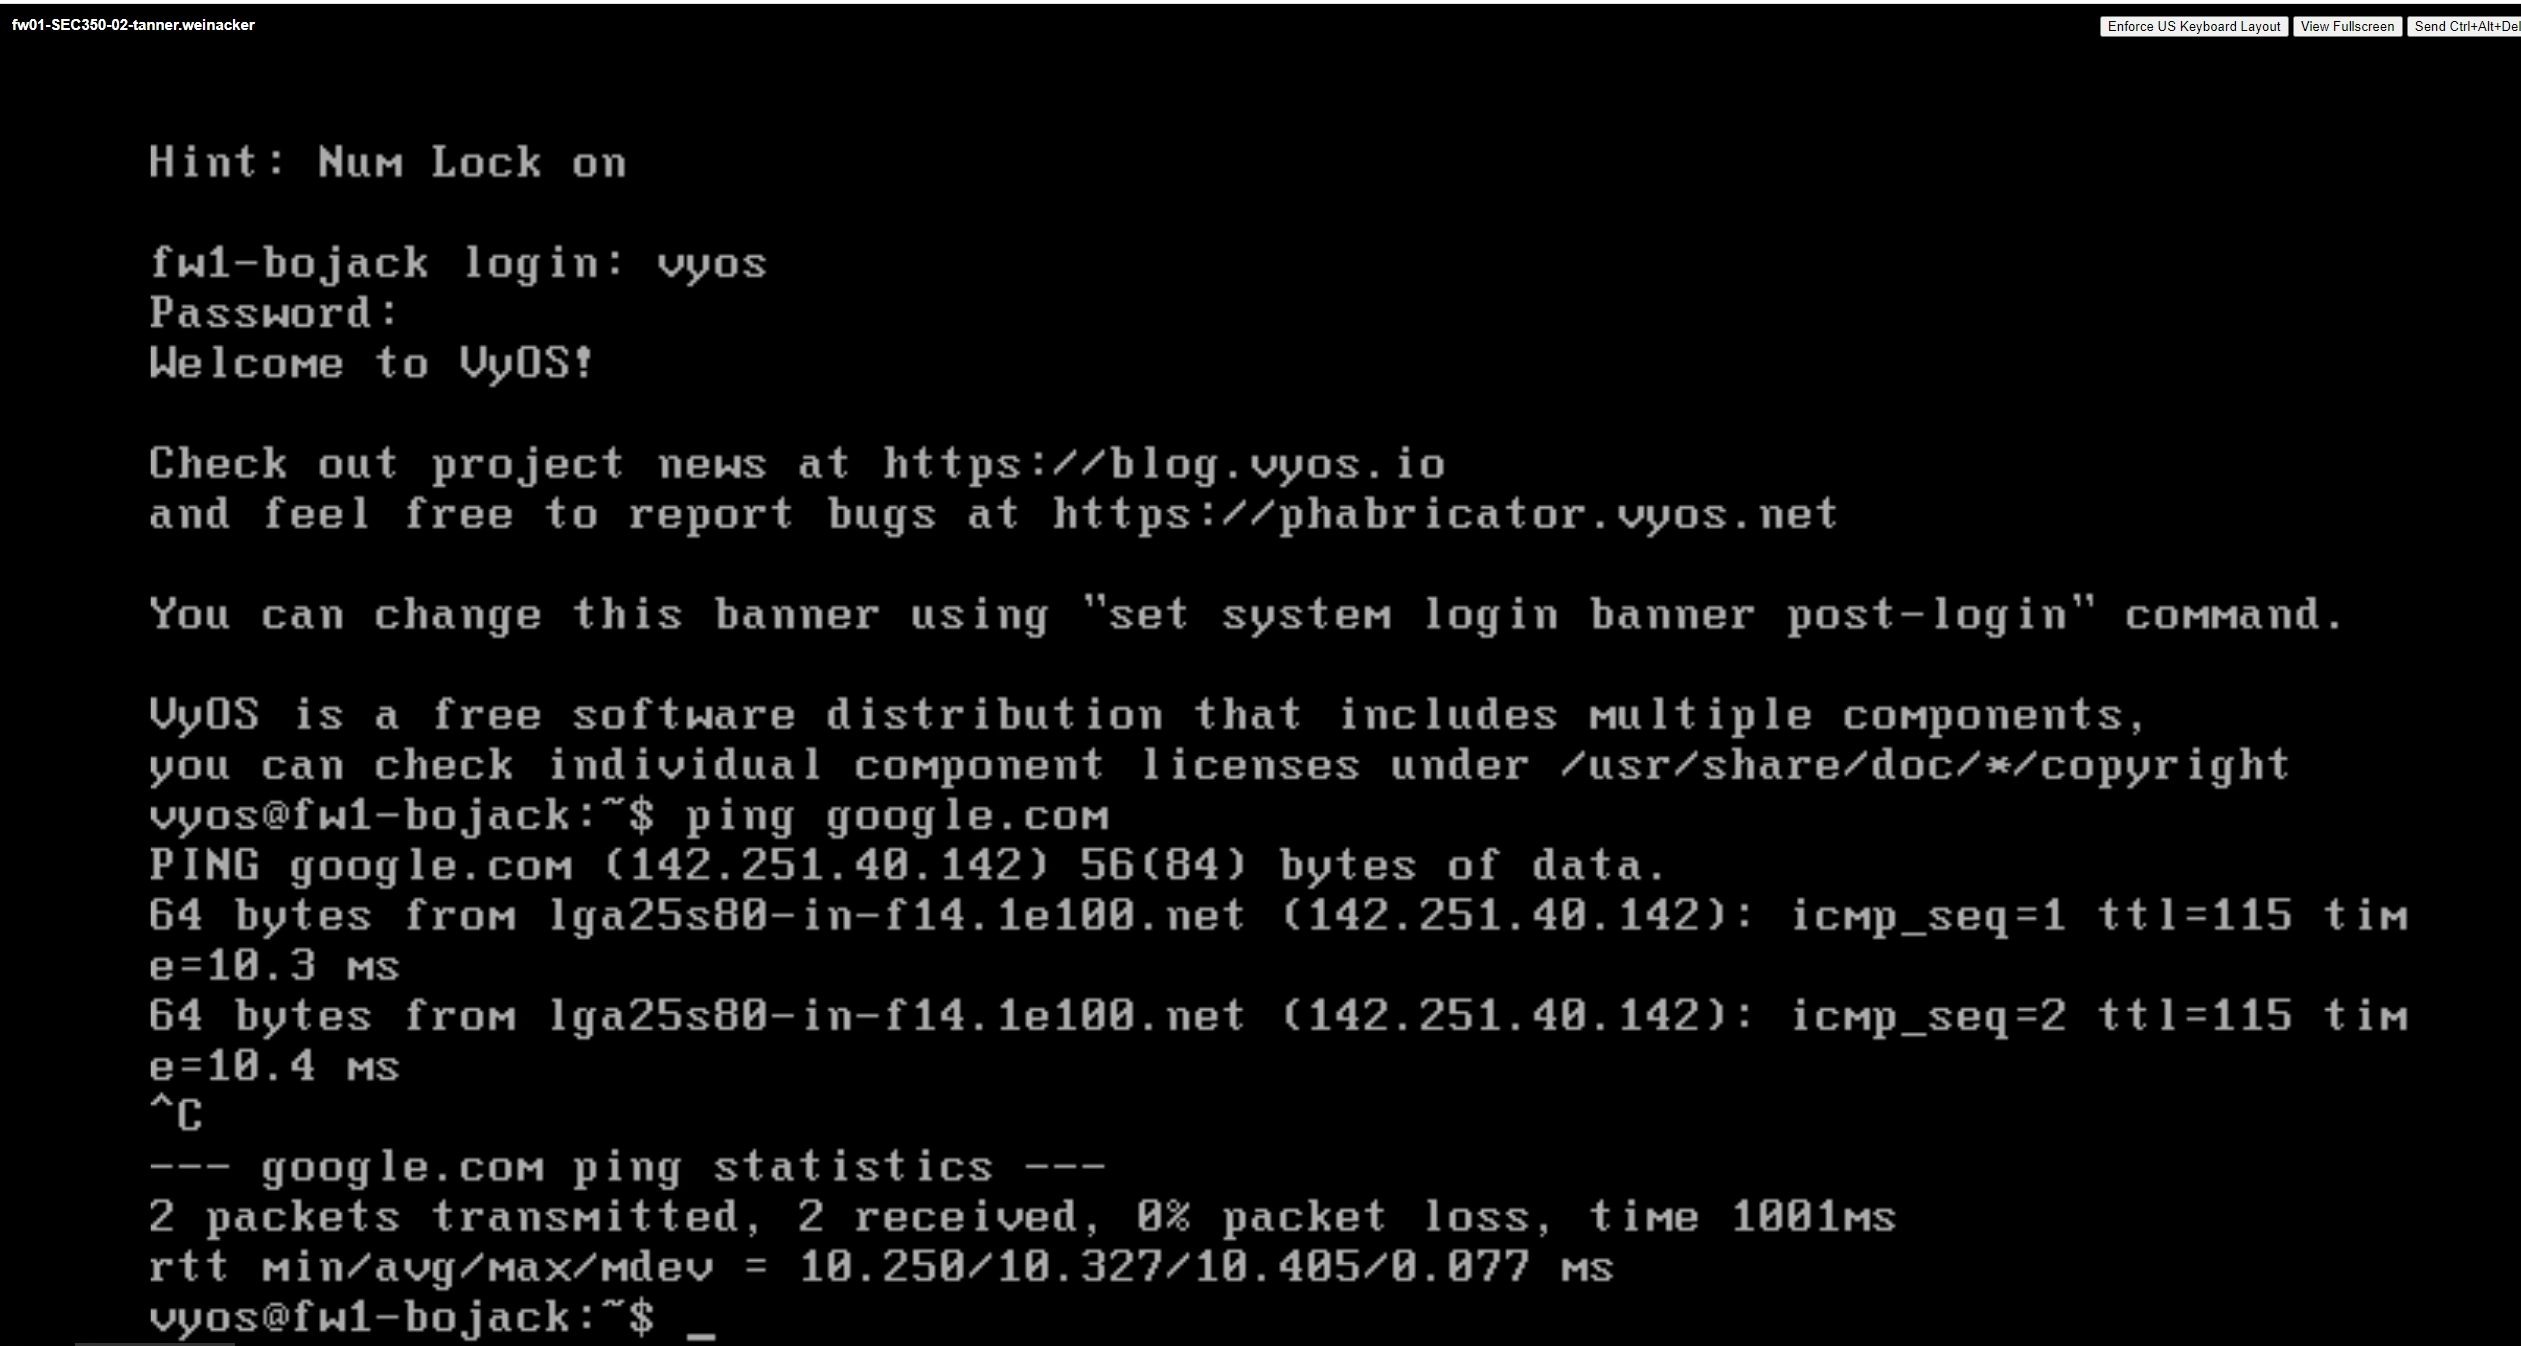 fw01-SEC350-02-tanner.weinacker
Enforce US Keyboard Layout View Fullscreen Send Ctrl+Alt+Del
Hint: Num Lock on
fw1-bojack login: vyos
Password:
Welcome to VyOS!
Check out project news at https://blog.vyos.io
and feel free to report bugs at https://phabricator.vyos.net
You can change this banner using "set system login banner post-login" command.
VyOS is a free software distribution that includes multiple components,
you can check individual component licenses under /usr/share/doc/*/copyright
vyos@fw1-bojack:~$ ping google.com
PING google.com (142.251.40.142) 56(84) bytes of data.
64 bytes from lga25s80-in-f14.1e100.net (142.251.40.142): icmp_seq=1 ttl=115 tim
e=10.3 ms
64 bytes from lga25s80-in-f14.1e100.net (142.251.40.142): icmp_seq=2 ttl=115 tim
e=10.4 ms
^C
--- google.com ping statistics ---
2 packets transmitted, 2 received, 0% packet loss, time 1001ms
rtt min/avg/max/mdev = 10.250/10.327/10.405/0.077 ms
vyos@fw1-bojack:~$ _